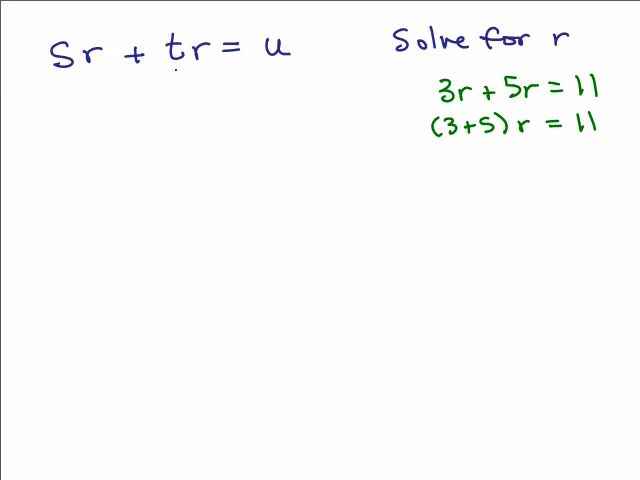 Sr + tr = u
Solve for r
3r + 5r = 11
(3+5) r = 11